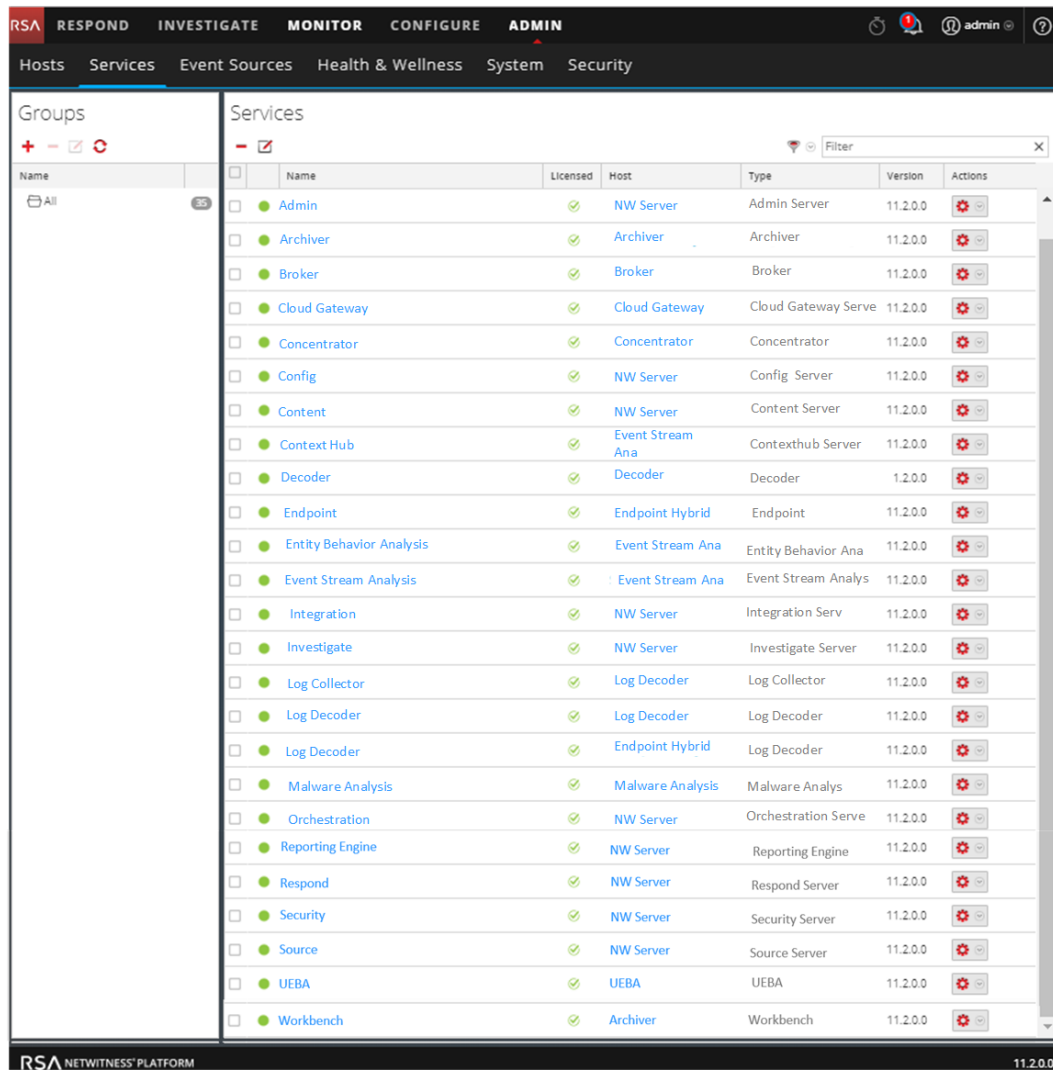 RSA RESPOND INVESTIGATE MONITOR CONFIGURE ADMIN 1 admin ?
Hosts Services Event Sources Health & Wellness System Security
Groups
Services
Filter X
Name
Name Licensed Host Type Version Actions
All 35
Admin NW Server Admin Server 11.2.0.0
Archiver Archiver Archiver 11.2.0.0
Broker Broker Broker 11.2.0.0
Cloud Gateway Cloud Gateway Cloud Gateway Serve 11.2.0.0
Concentrator Concentrator Concentrator 11.2.0.0
Config NW Server Config Server 11.2.0.0
Content NW Server Content Server 11.2.0.0
Context Hub Event Stream Ana Contexthub Server 11.2.0.0
Decoder Decoder Decoder 1.2.0.0
Endpoint Endpoint Hybrid Endpoint 11.2.0.0
Entity Behavior Analysis Event Stream Ana Entity Behavior Ana 11.2.0.0
Event Stream Analysis Event Stream Ana Event Stream Analys 11.2.0.0
Integration NW Server Integration Serv 11.2.0.0
Investigate NW Server Investigate Server 11.2.0.0
Log Collector Log Decoder Log Collector 11.2.0.0
Log Decoder Log Decoder Log Decoder 11.2.0.0
Log Decoder Endpoint Hybrid Log Decoder 11.2.0.0
Malware Analysis Malware Analysis Malware Analys 11.2.0.0
Orchestration NW Server Orchestration Serve 11.2.0.0
Reporting Engine NW Server Reporting Engine 11.2.0.0
Respond NW Server Respond Server 11.2.0.0
Security NW Server Security Server 11.2.0.0
Source NW Server Source Server 11.2.0.0
UEBA UEBA UEBA 11.2.0.0
Workbench Archiver Workbench 11.2.0.0
RSA NETWITNESS® PLATFORM 11.2.0.0